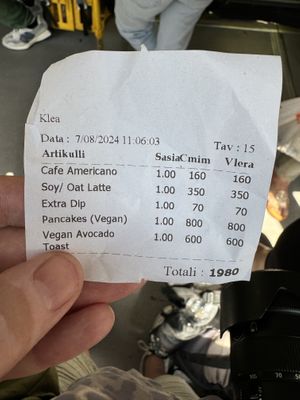 Klea
Data : 7/08/2024 11:06:03 Tav : 15
Artikulli Sasia Cmim Vlera
Cafe Americano 1.00 160 160
Soy/ Oat Latte 1.00 350 350
Extra Dip 1.00 70 70
Pancakes (Vegan) 1.00 800 800
Vegan Avocado 1.00 600 600
Toast
Totali : 1980